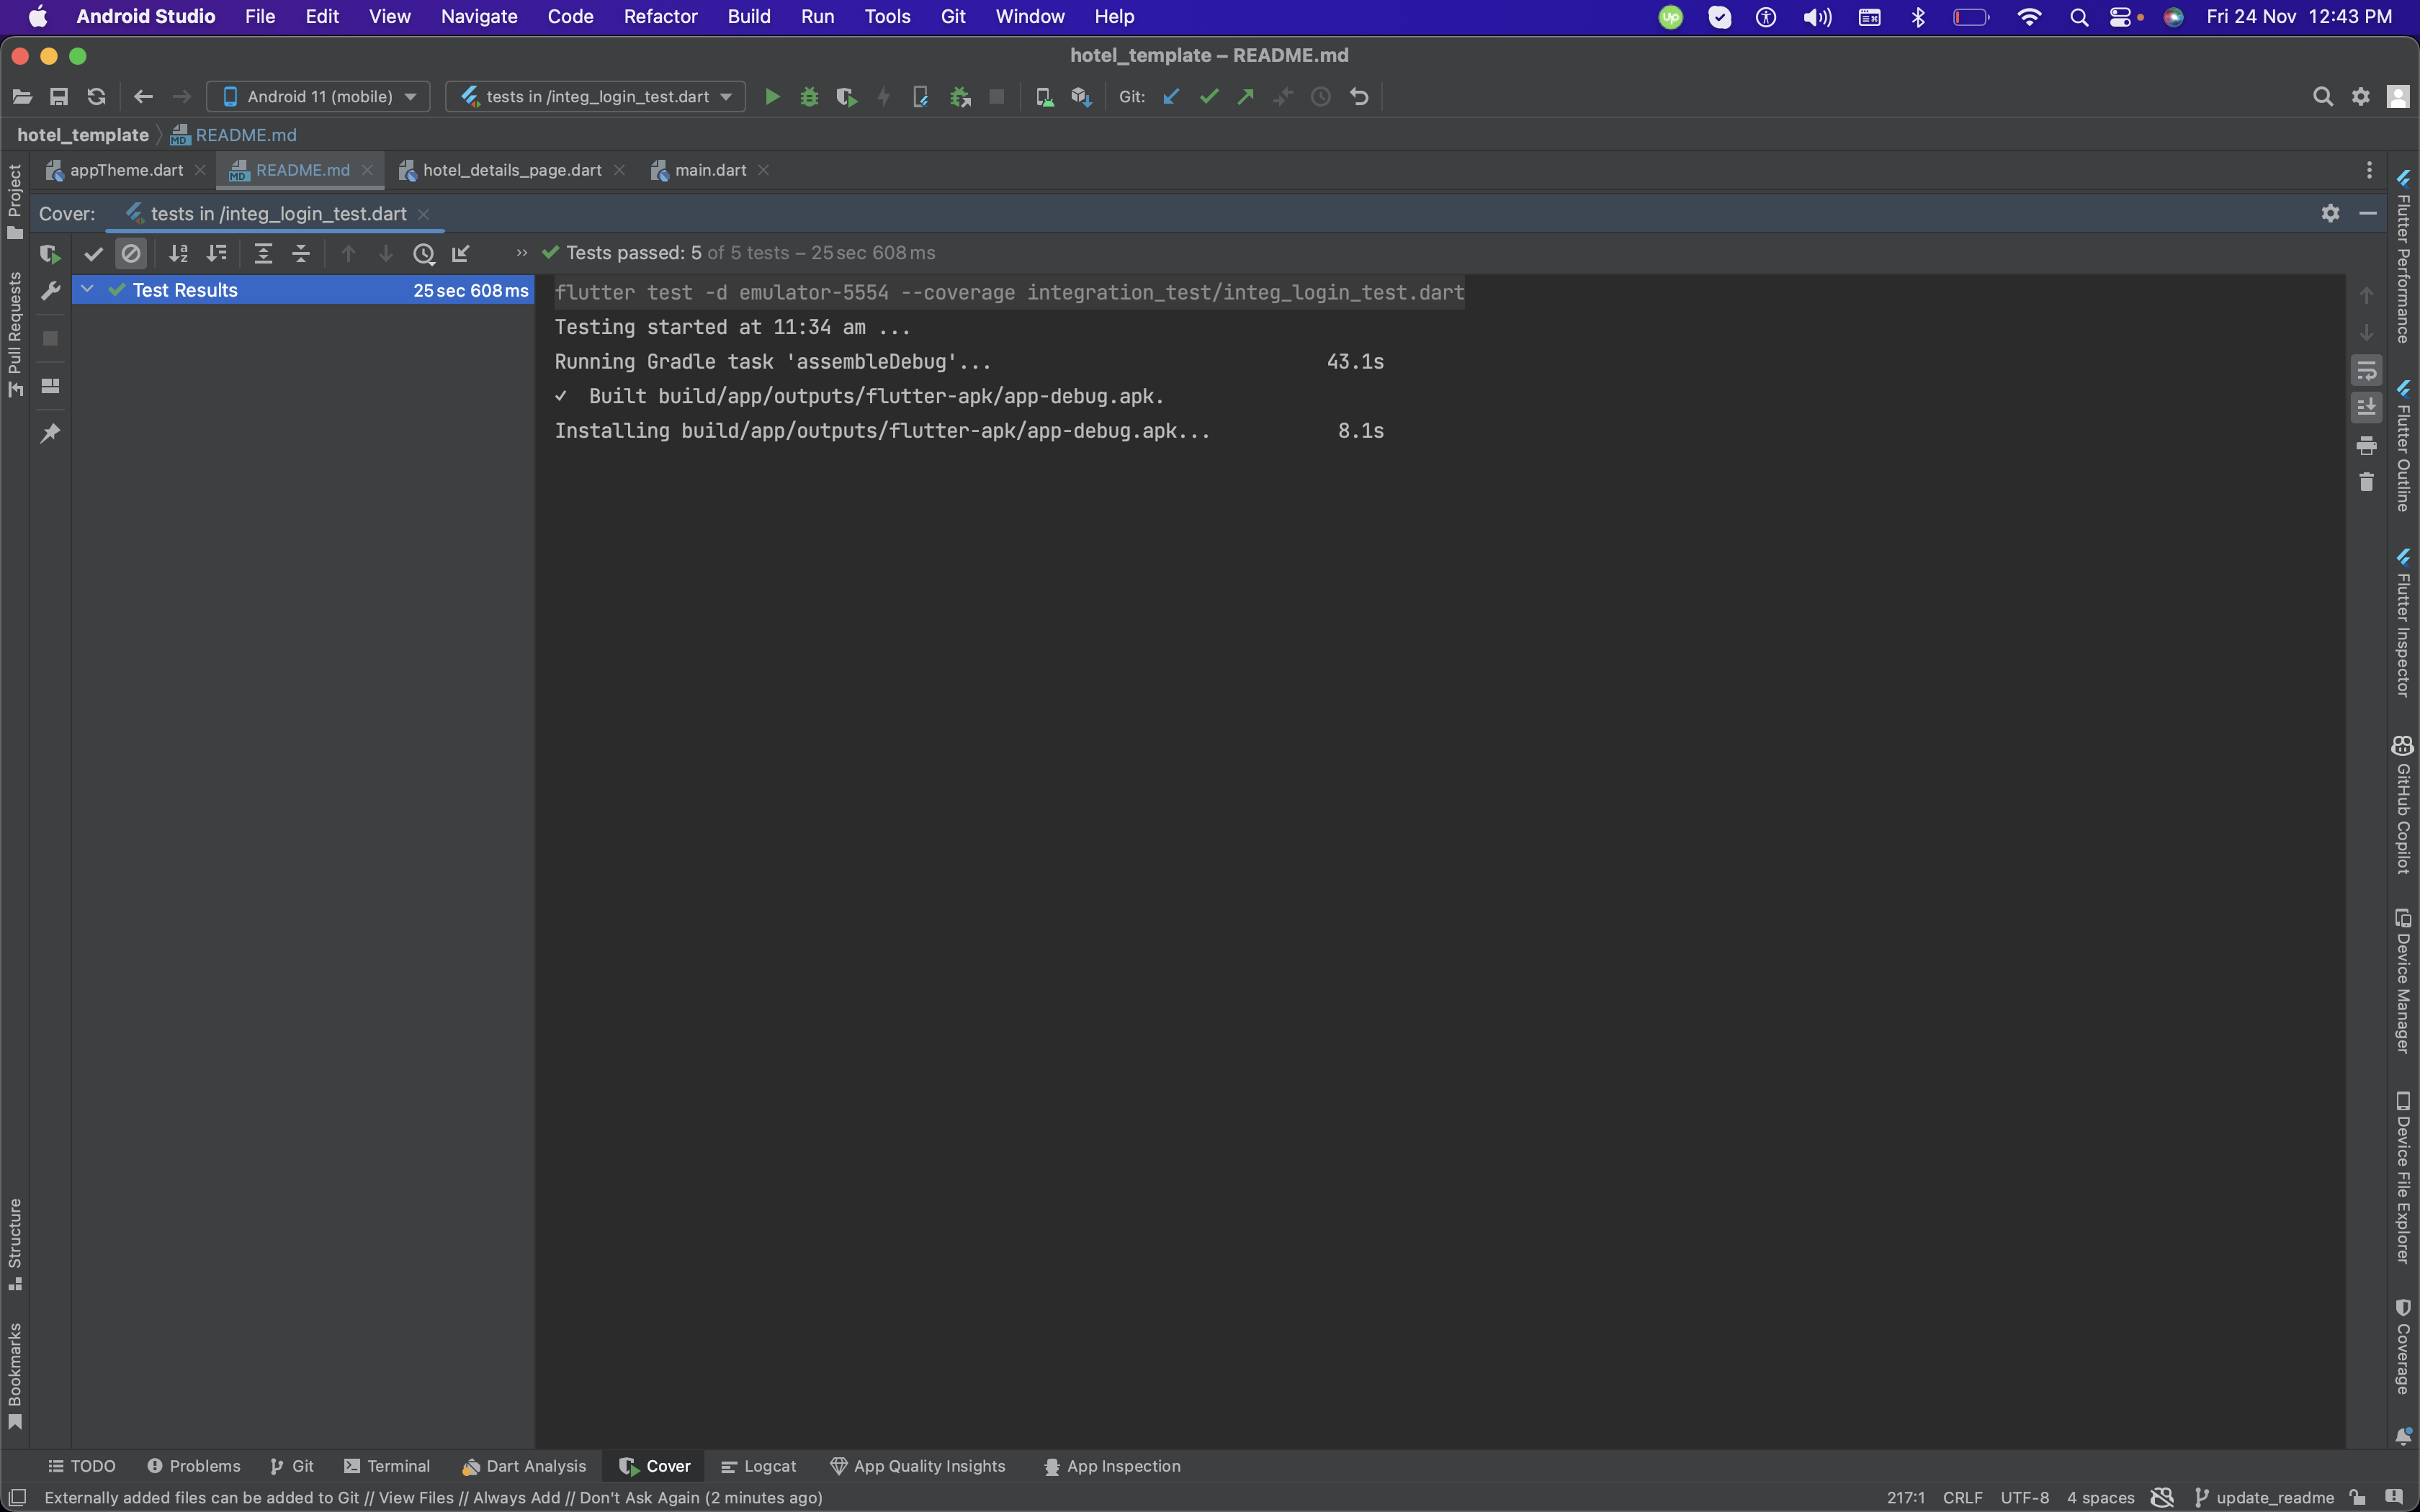 Android Studio File Edit View Navigate Code Refactor Build Run Tools Git Window Help up Fri 24 Nov 12:43 PM
hotel_template – README.md
Android 11 (mobile) tests in /integ_login_test.dart Git:
hotel_template README.md
appTheme.dart README.md hotel_details_page.dart main.dart
Cover: tests in /integ_login_test.dart
Tests passed: 5 of 5 tests – 25 sec 608 ms
Test Results 25 sec 608 ms
flutter test -d emulator-5554 --coverage integration_test/integ_login_test.dart
Testing started at 11:34 am ...
Running Gradle task 'assembleDebug'... 43.1s
✓ Built build/app/outputs/flutter-apk/app-debug.apk.
Installing build/app/outputs/flutter-apk/app-debug.apk... 8.1s
Project
Pull Requests
Structure
Bookmarks
Flutter Performance
Flutter Outline
Flutter Inspector
GitHub Copilot
Device Manager
Device File Explorer
Coverage
TODO Problems Git Terminal Dart Analysis Cover Logcat App Quality Insights App Inspection
Externally added files can be added to Git // View Files // Always Add // Don't Ask Again (2 minutes ago) 217:1 CRLF UTF-8 4 spaces update_readme